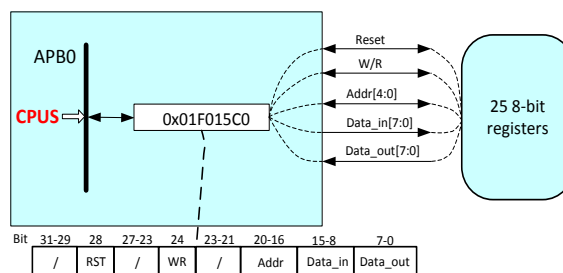 Reset
APB0
W/R
Addr[4:0]
CPUS
0x01F015C0
25 8-bit
registers
Data_in[7:0]
Data_out[7:0]
Bit 31-29 28 27-23 24 23-21 20-16 15-8 7-0
/ RST / WR / Addr Data_in Data_out